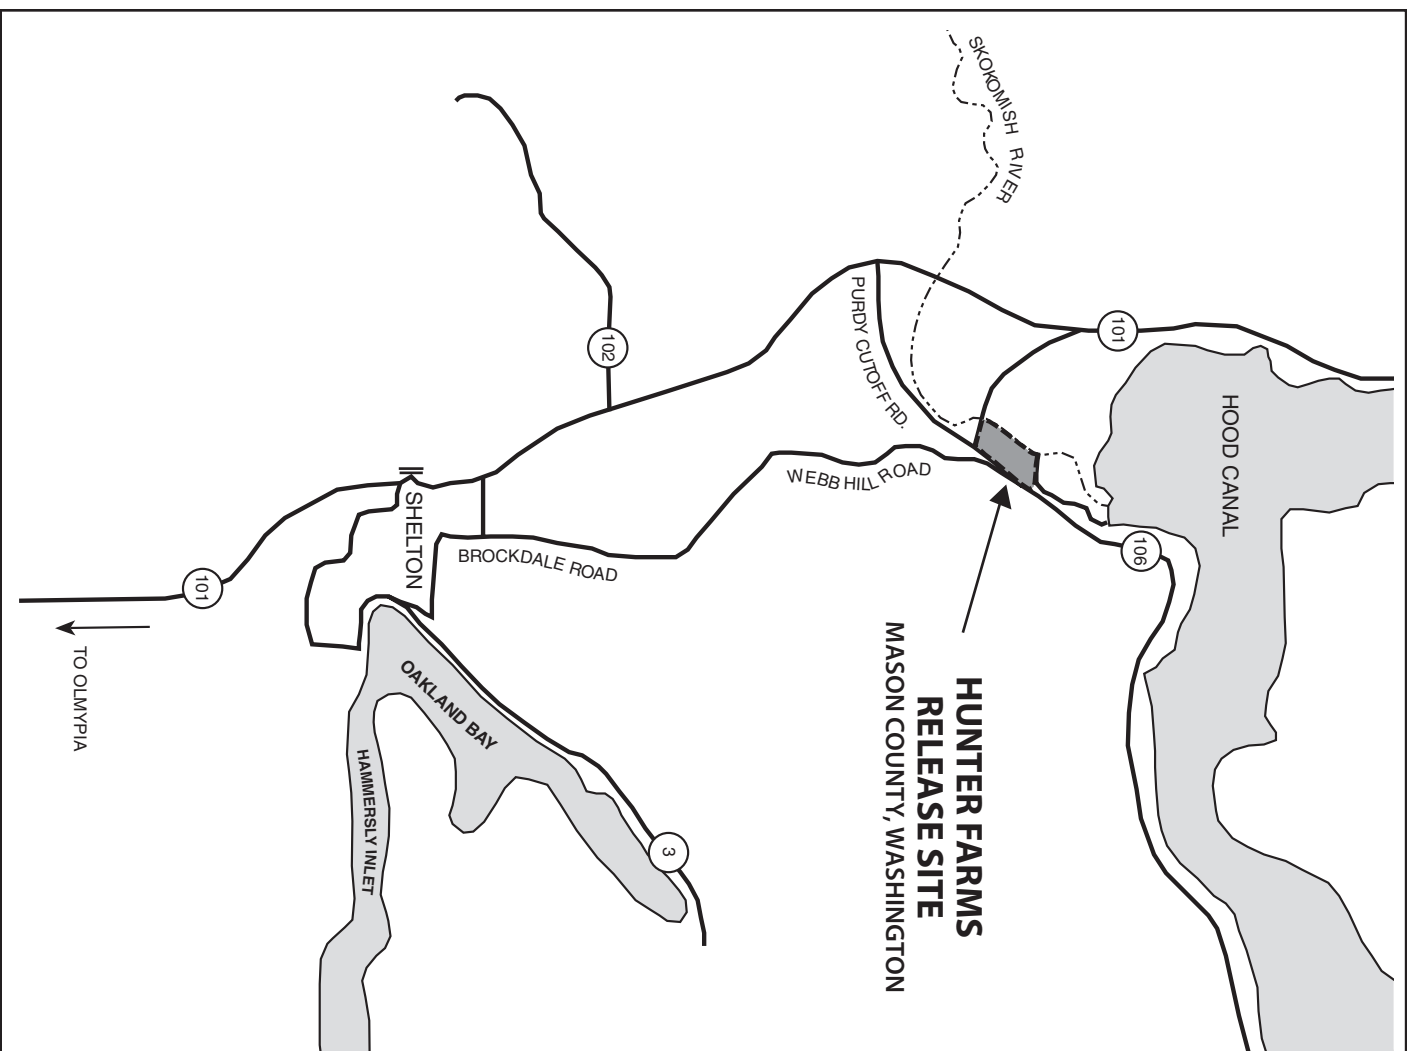 SKOKOMISH RIVER
101
HOOD CANAL
PURDY CUTOFF RD.
102
WEBB HILL ROAD
106
SHELTON
BROCKDALE ROAD
101
TO OLMYPIA
HUNTER FARMS
RELEASE SITE
MASON COUNTY, WASHINGTON
OAKLAND BAY
HAMMERSLY INLET
3